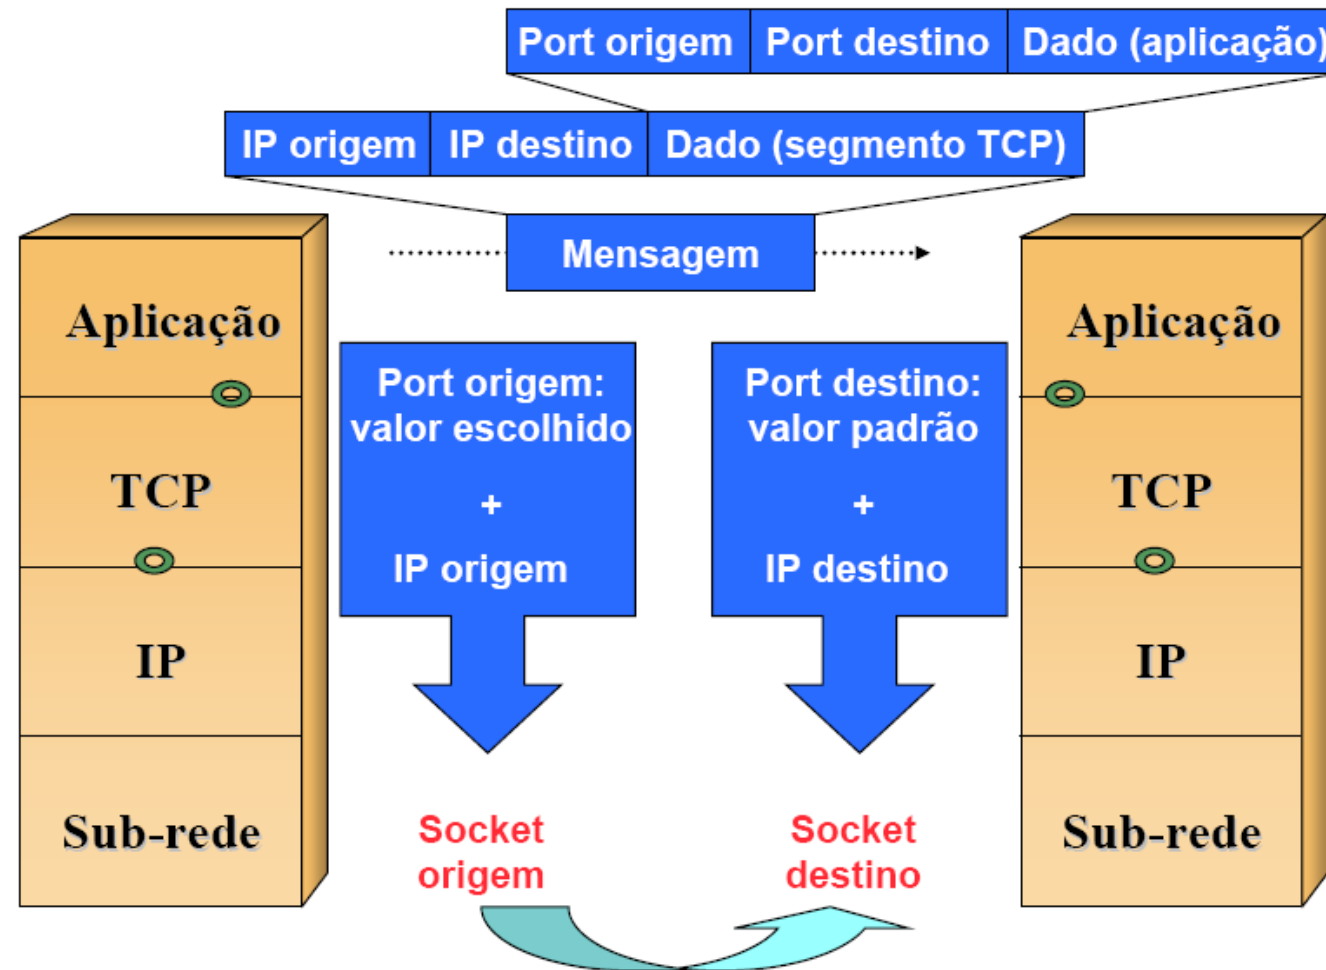 Port origem Port destino Dado (aplicação)
IP origem IP destino Dado (segmento TCP)
Mensagem
Aplicação
TCP
IP
Sub-rede
Port origem:
valor escolhido
+
IP origem
Socket
origem
Port destino:
valor padrão
+
IP destino
Socket
destino
Aplicação
TCP
IP
Sub-rede